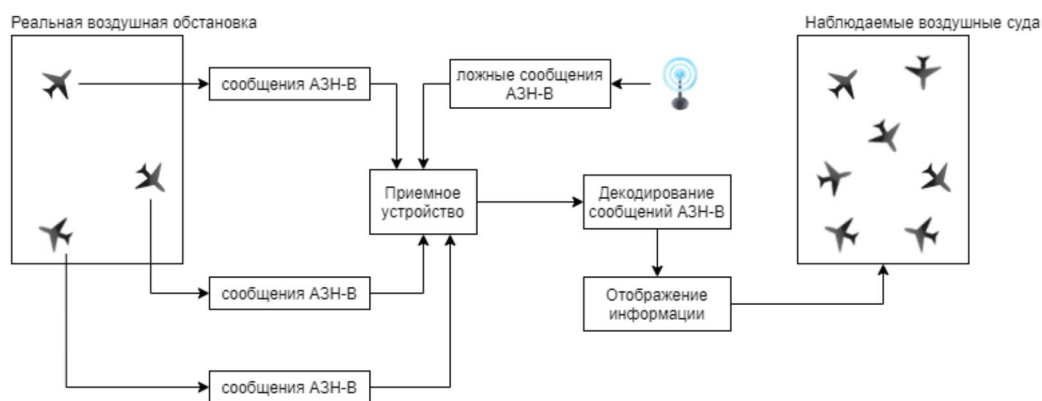 Реальная воздушная обстановка
Наблюдаемые воздушные суда
сообщения АЗН-В
ложные сообщения
АЗН-В
Приемное
устройство
Декодирование
сообщений АЗН-В
сообщения АЗН-В
Отображение
информации
сообщения АЗН-В